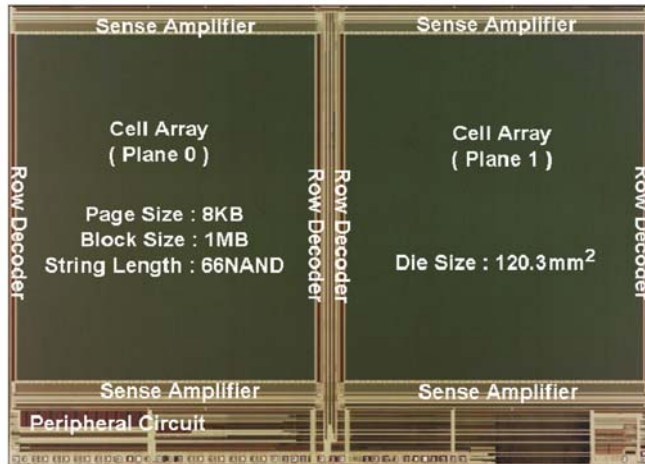 Sense Amplifier
Sense Amplifier
Cell Array
( Plane 0 )
Page Size : 8KB
Block Size : 1MB
String Length : 66NAND
Row Decoder
Row Decoder
Row Decoder
Row Decoder
Cell Array
( Plane 1 )
Die Size : 120.3mm²
Sense Amplifier
Sense Amplifier
Peripheral Circuit